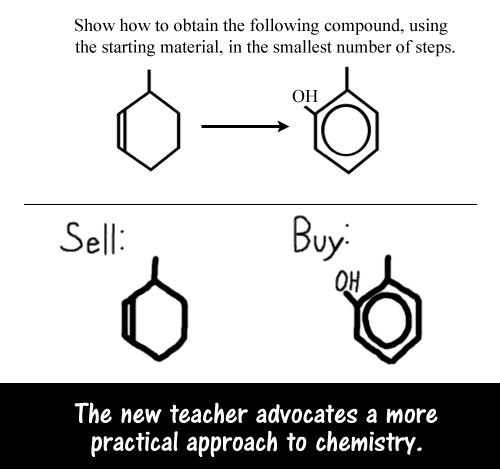 Show how to obtain the following compound, using
the starting material, in the smallest number of steps.
OH
Sell:
Buy:
OH
The new teacher advocates a more
practical approach to chemistry.